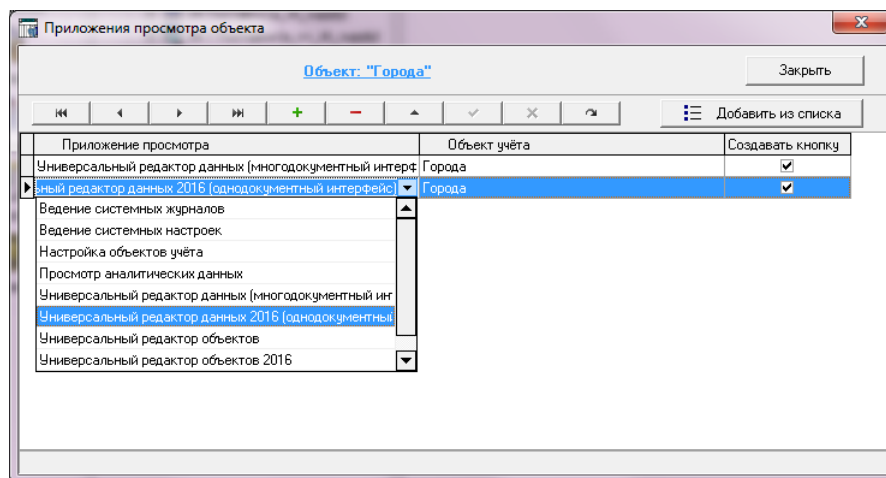 Приложения просмотра объекта
Объект: "Города"
Закрыть
Добавить из списка
Приложение просмотра Объект учёта Создавать кнопку
Универсальный редактор данных (многодокументный интерф Города
ьный редактор данных 2016 (однодокументный интерфейс) Города
Ведение системных журналов
Ведение системных настроек
Настройка объектов учёта
Просмотр аналитических данных
Универсальный редактор данных (многодокументный инг
Универсальный редактор данных 2016 (однодокументный
Универсальный редактор объектов
Универсальный редактор объектов 2016